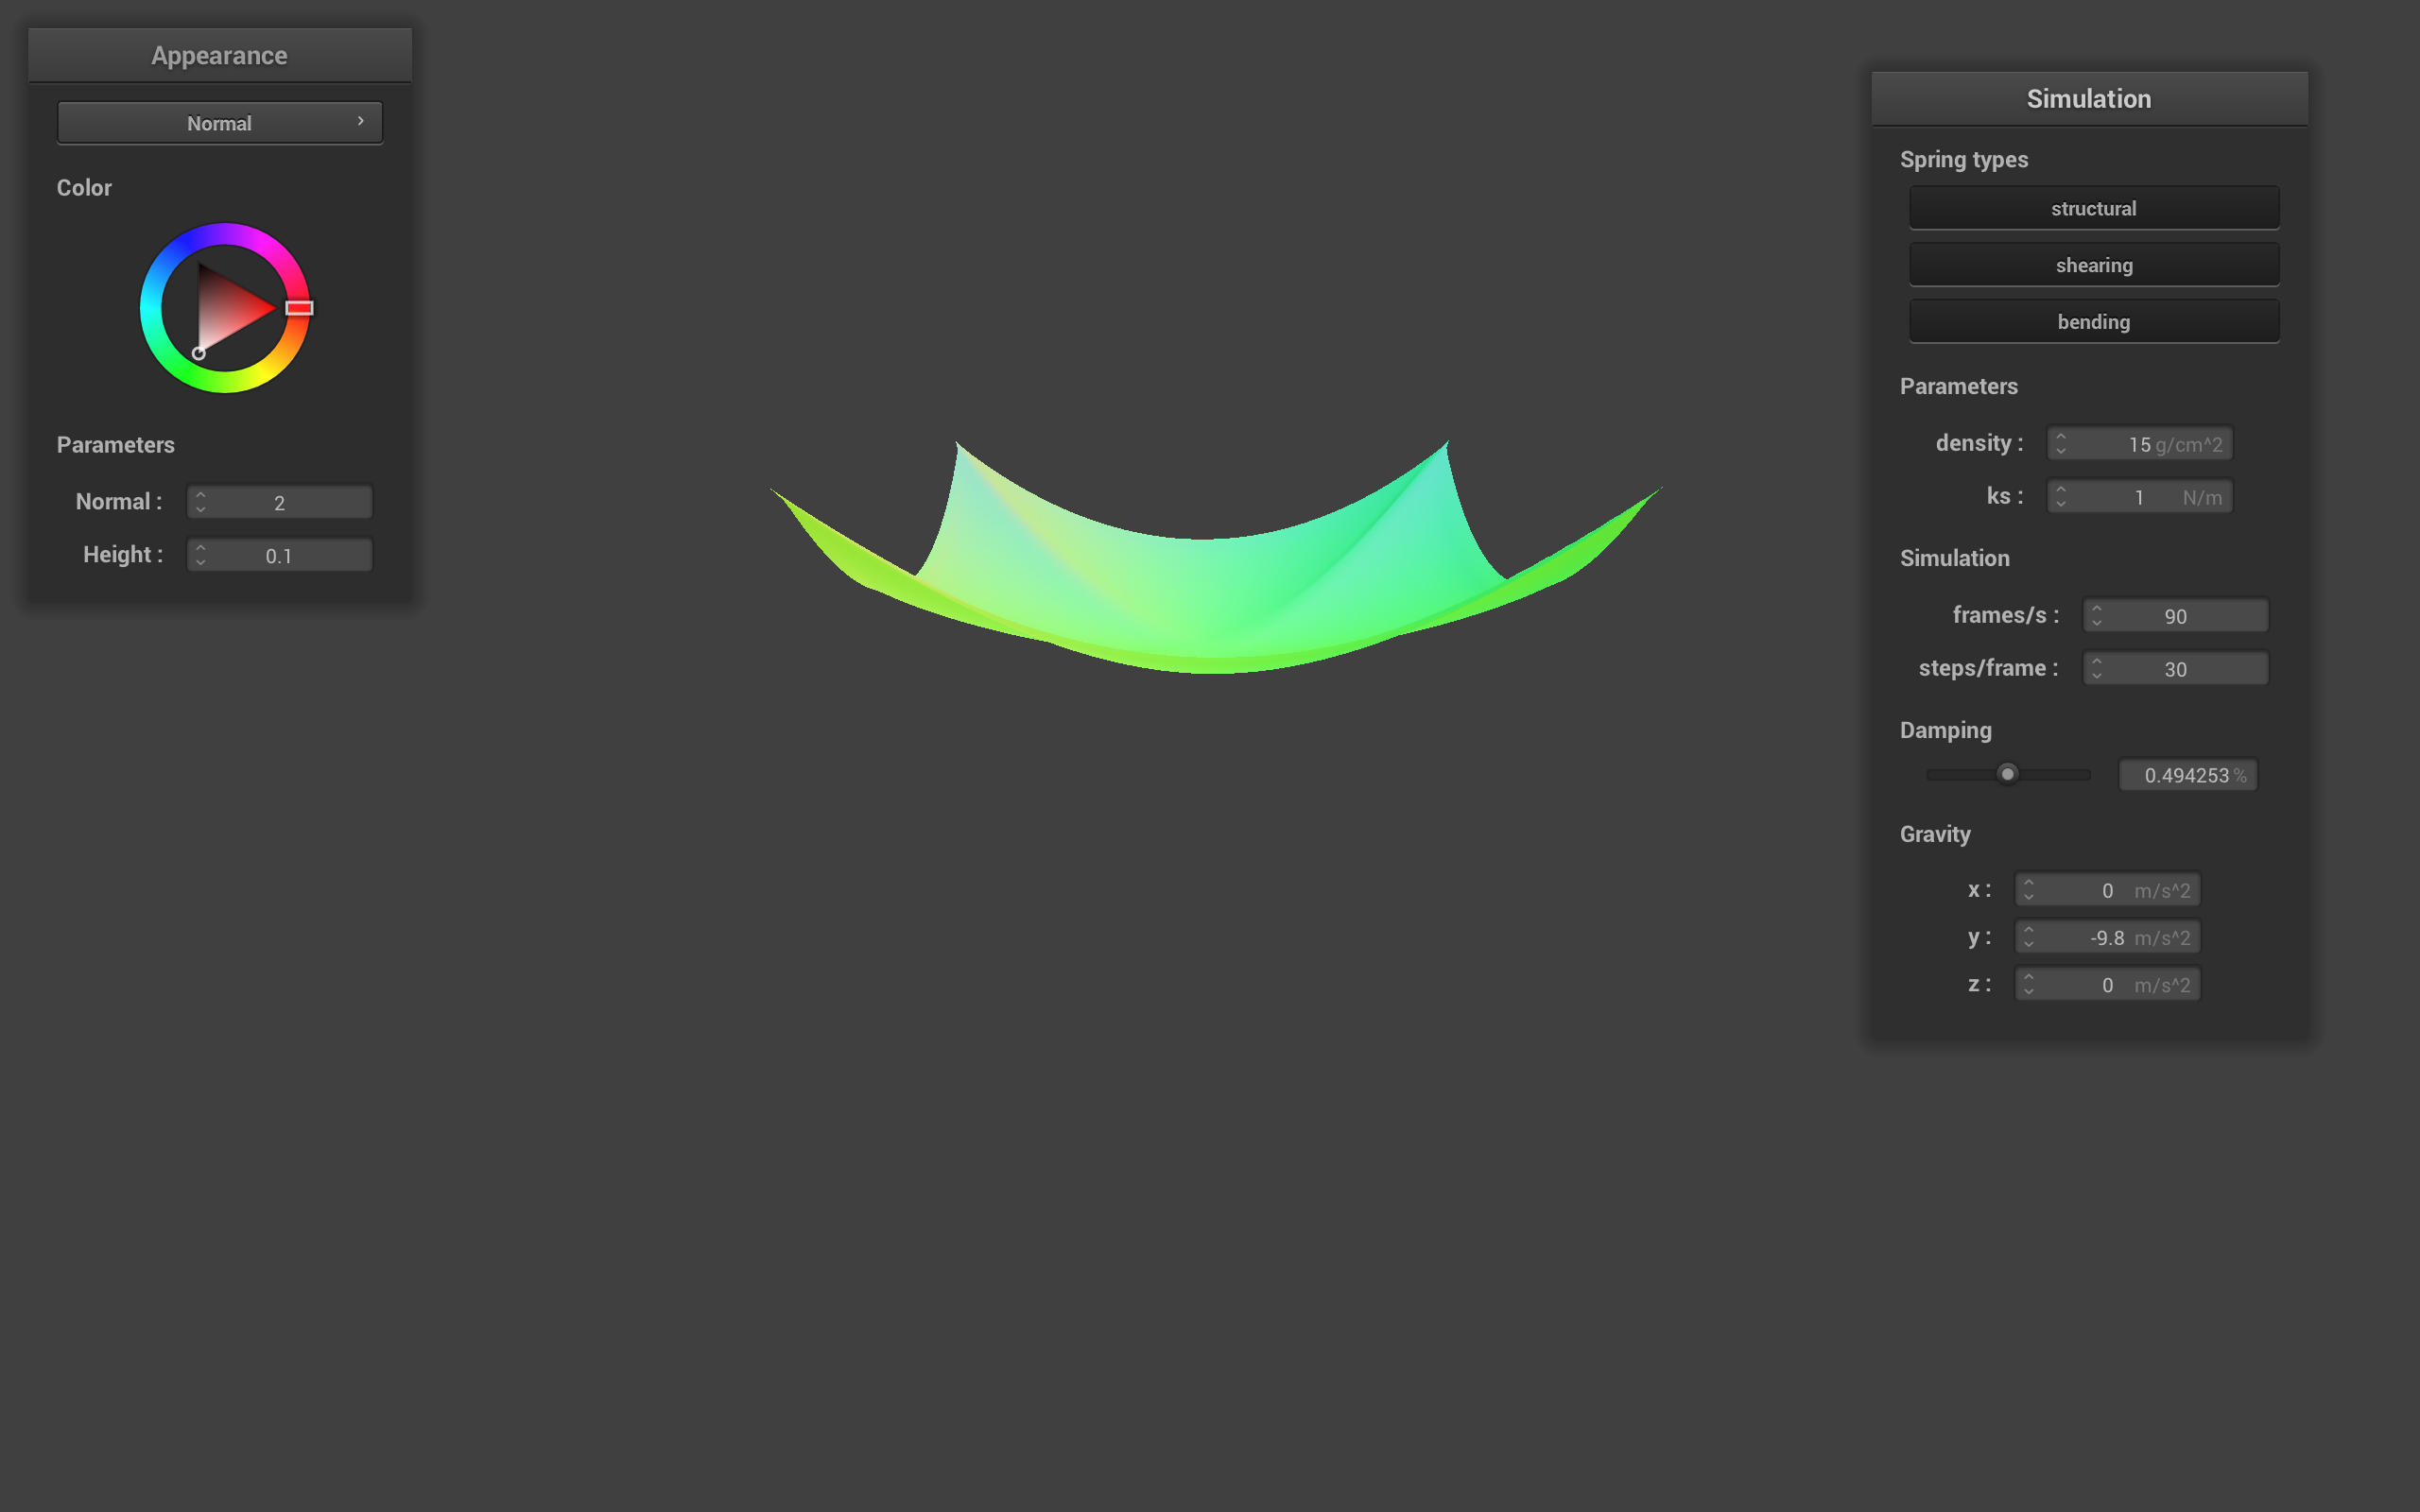 Appearance
Normal
Color
Parameters
Normal : 2
Height : 0.1
Simulation
Spring types
structural
shearing
bending
Parameters
density : 15 g/cm^2
ks : 1 N/m
Simulation
frames/s : 90
steps/frame : 30
Damping
0.494253 %
Gravity
x : 0 m/s^2
y : -9.8 m/s^2
z : 0 m/s^2